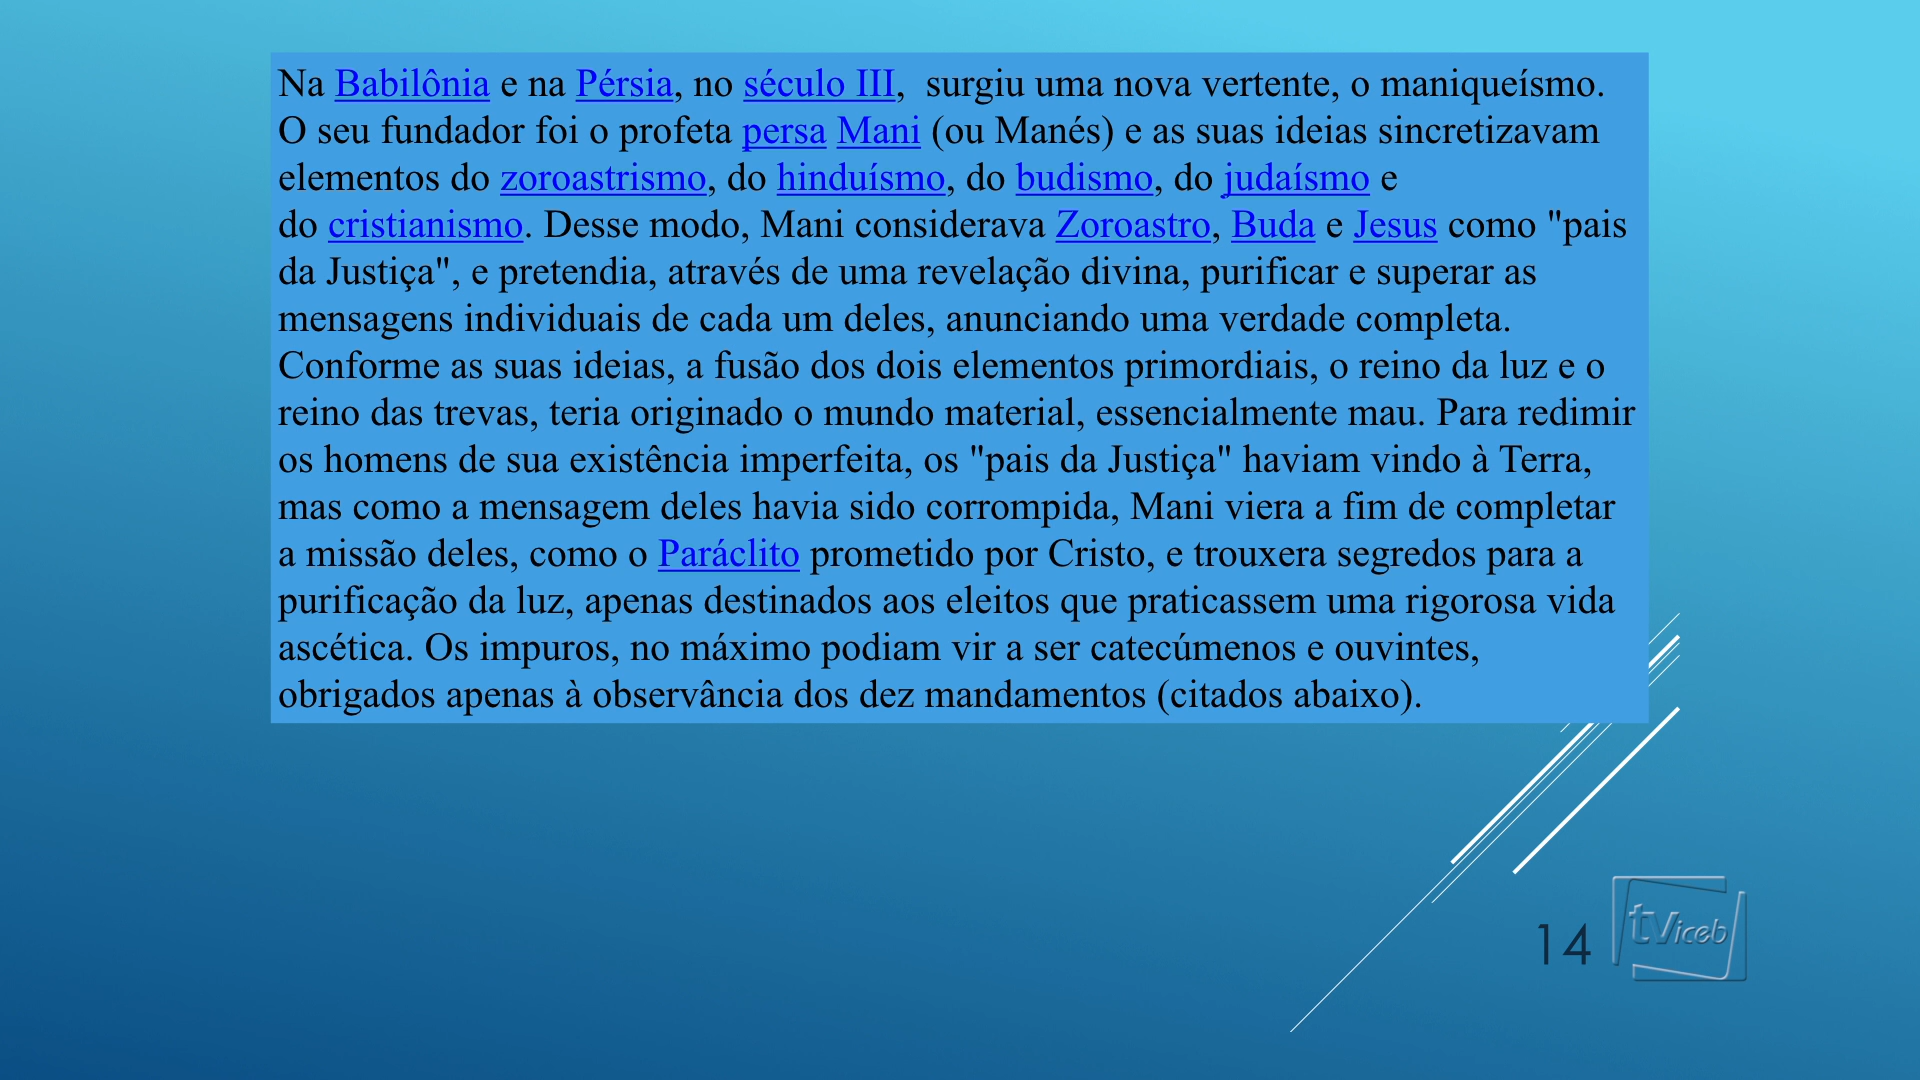 Na Babilônia e na Pérsia, no século III,  surgiu uma nova vertente, o maniqueísmo.
O seu fundador foi o profeta persa Mani (ou Manés) e as suas ideias sincretizavam
elementos do zoroastrismo, do hinduísmo, do budismo, do judaísmo e
do cristianismo. Desse modo, Mani considerava Zoroastro, Buda e Jesus como "pais
da Justiça", e pretendia, através de uma revelação divina, purificar e superar as
mensagens individuais de cada um deles, anunciando uma verdade completa.
Conforme as suas ideias, a fusão dos dois elementos primordiais, o reino da luz e o
reino das trevas, teria originado o mundo material, essencialmente mau. Para redimir
os homens de sua existência imperfeita, os "pais da Justiça" haviam vindo à Terra,
mas como a mensagem deles havia sido corrompida, Mani viera a fim de completar
a missão deles, como o Paráclito prometido por Cristo, e trouxera segredos para a
purificação da luz, apenas destinados aos eleitos que praticassem uma rigorosa vida
ascética. Os impuros, no máximo podiam vir a ser catecúmenos e ouvintes,
obrigados apenas à observância dos dez mandamentos (citados abaixo).
14
tViceb